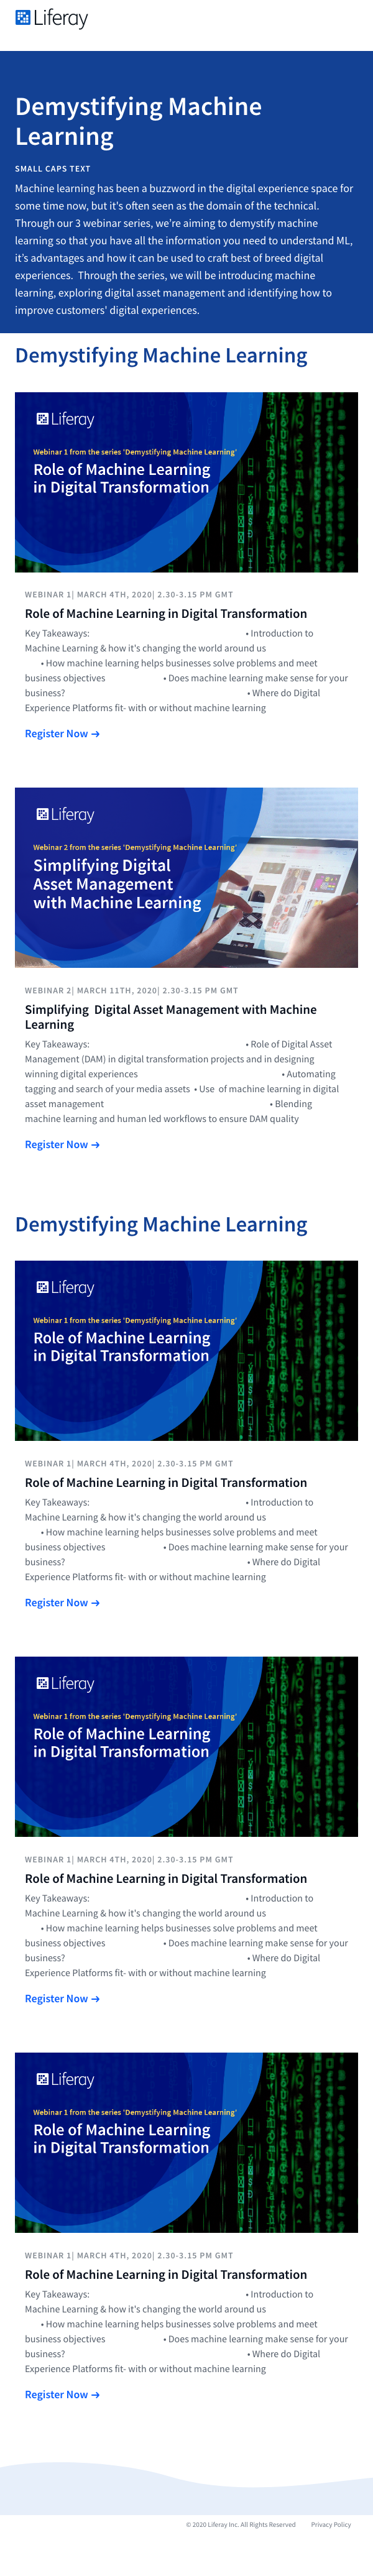 Liferay
Demystifying Machine
Learning
SMALL CAPS TEXT
Machine learning has been a buzzword in the digital experience space for
some time now, but it's often seen as the domain of the technical.
Through our 3 webinar series, we're aiming to demystify machine
learning so that you have all the information you need to understand ML,
it's advantages and how it can be used to craft best of breed digital
experiences.  Through the series, we will be introducing machine
learning, exploring digital asset management and identifying how to
improve customers' digital experiences.
Demystifying Machine Learning
Liferay
Webinar 1 from the series 'Demystifying Machine Learning'
Role of Machine Learning
in Digital Transformation
WEBINAR 1| MARCH 4TH, 2020| 2.30-3.15 PM GMT
Role of Machine Learning in Digital Transformation
Key Takeaways: • Introduction to
Machine Learning & how it's changing the world around us
• How machine learning helps businesses solve problems and meet
business objectives • Does machine learning make sense for your
business? • Where do Digital
Experience Platforms fit- with or without machine learning
Register Now →
Liferay
Webinar 2 from the series 'Demystifying Machine Learning'
Simplifying Digital
Asset Management
with Machine Learning
WEBINAR 2| MARCH 11TH, 2020| 2.30-3.15 PM GMT
Simplifying  Digital Asset Management with Machine
Learning
Key Takeaways: • Role of Digital Asset
Management (DAM) in digital transformation projects and in designing
winning digital experiences • Automating
tagging and search of your media assets  • Use  of machine learning in digital
asset management • Blending
machine learning and human led workflows to ensure DAM quality
Register Now →
Demystifying Machine Learning
Liferay
Webinar 1 from the series 'Demystifying Machine Learning'
Role of Machine Learning
in Digital Transformation
WEBINAR 1| MARCH 4TH, 2020| 2.30-3.15 PM GMT
Role of Machine Learning in Digital Transformation
Key Takeaways: • Introduction to
Machine Learning & how it's changing the world around us
• How machine learning helps businesses solve problems and meet
business objectives • Does machine learning make sense for your
business? • Where do Digital
Experience Platforms fit- with or without machine learning
Register Now →
Liferay
Webinar 1 from the series 'Demystifying Machine Learning'
Role of Machine Learning
in Digital Transformation
WEBINAR 1| MARCH 4TH, 2020| 2.30-3.15 PM GMT
Role of Machine Learning in Digital Transformation
Key Takeaways: • Introduction to
Machine Learning & how it's changing the world around us
• How machine learning helps businesses solve problems and meet
business objectives • Does machine learning make sense for your
business? • Where do Digital
Experience Platforms fit- with or without machine learning
Register Now →
Liferay
Webinar 1 from the series 'Demystifying Machine Learning'
Role of Machine Learning
in Digital Transformation
WEBINAR 1| MARCH 4TH, 2020| 2.30-3.15 PM GMT
Role of Machine Learning in Digital Transformation
Key Takeaways: • Introduction to
Machine Learning & how it's changing the world around us
• How machine learning helps businesses solve problems and meet
business objectives • Does machine learning make sense for your
business? • Where do Digital
Experience Platforms fit- with or without machine learning
Register Now →
© 2020 Liferay Inc. All Rights Reserved Privacy Policy